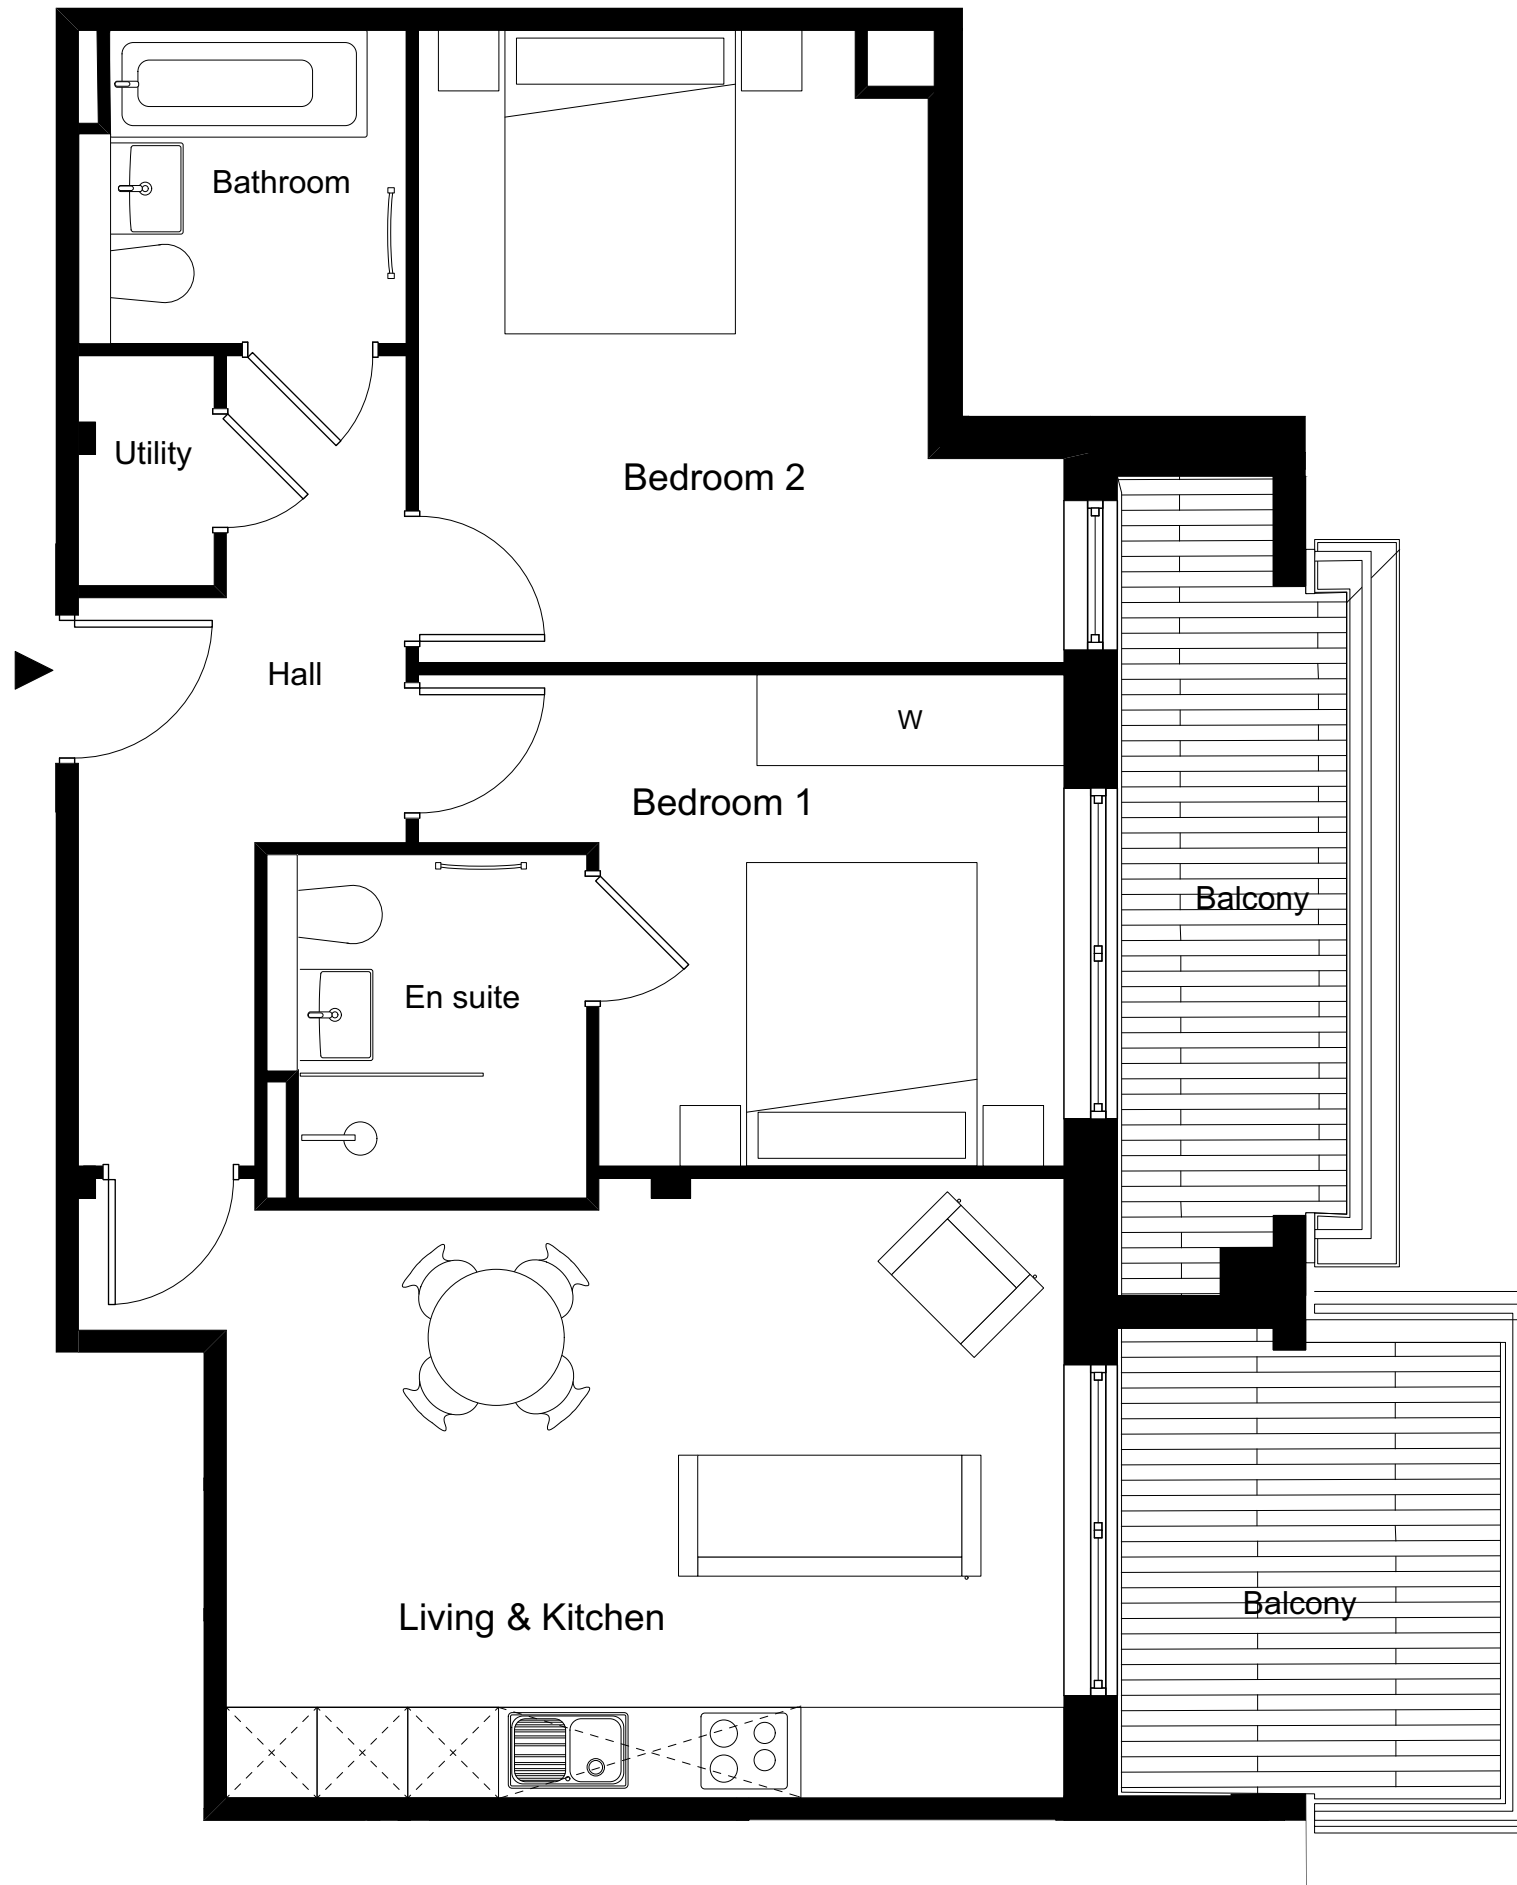 Bathroom
Utility
Bedroom 2
Hall
W
Bedroom 1
Balcony
En suite
Living & Kitchen
Balcony